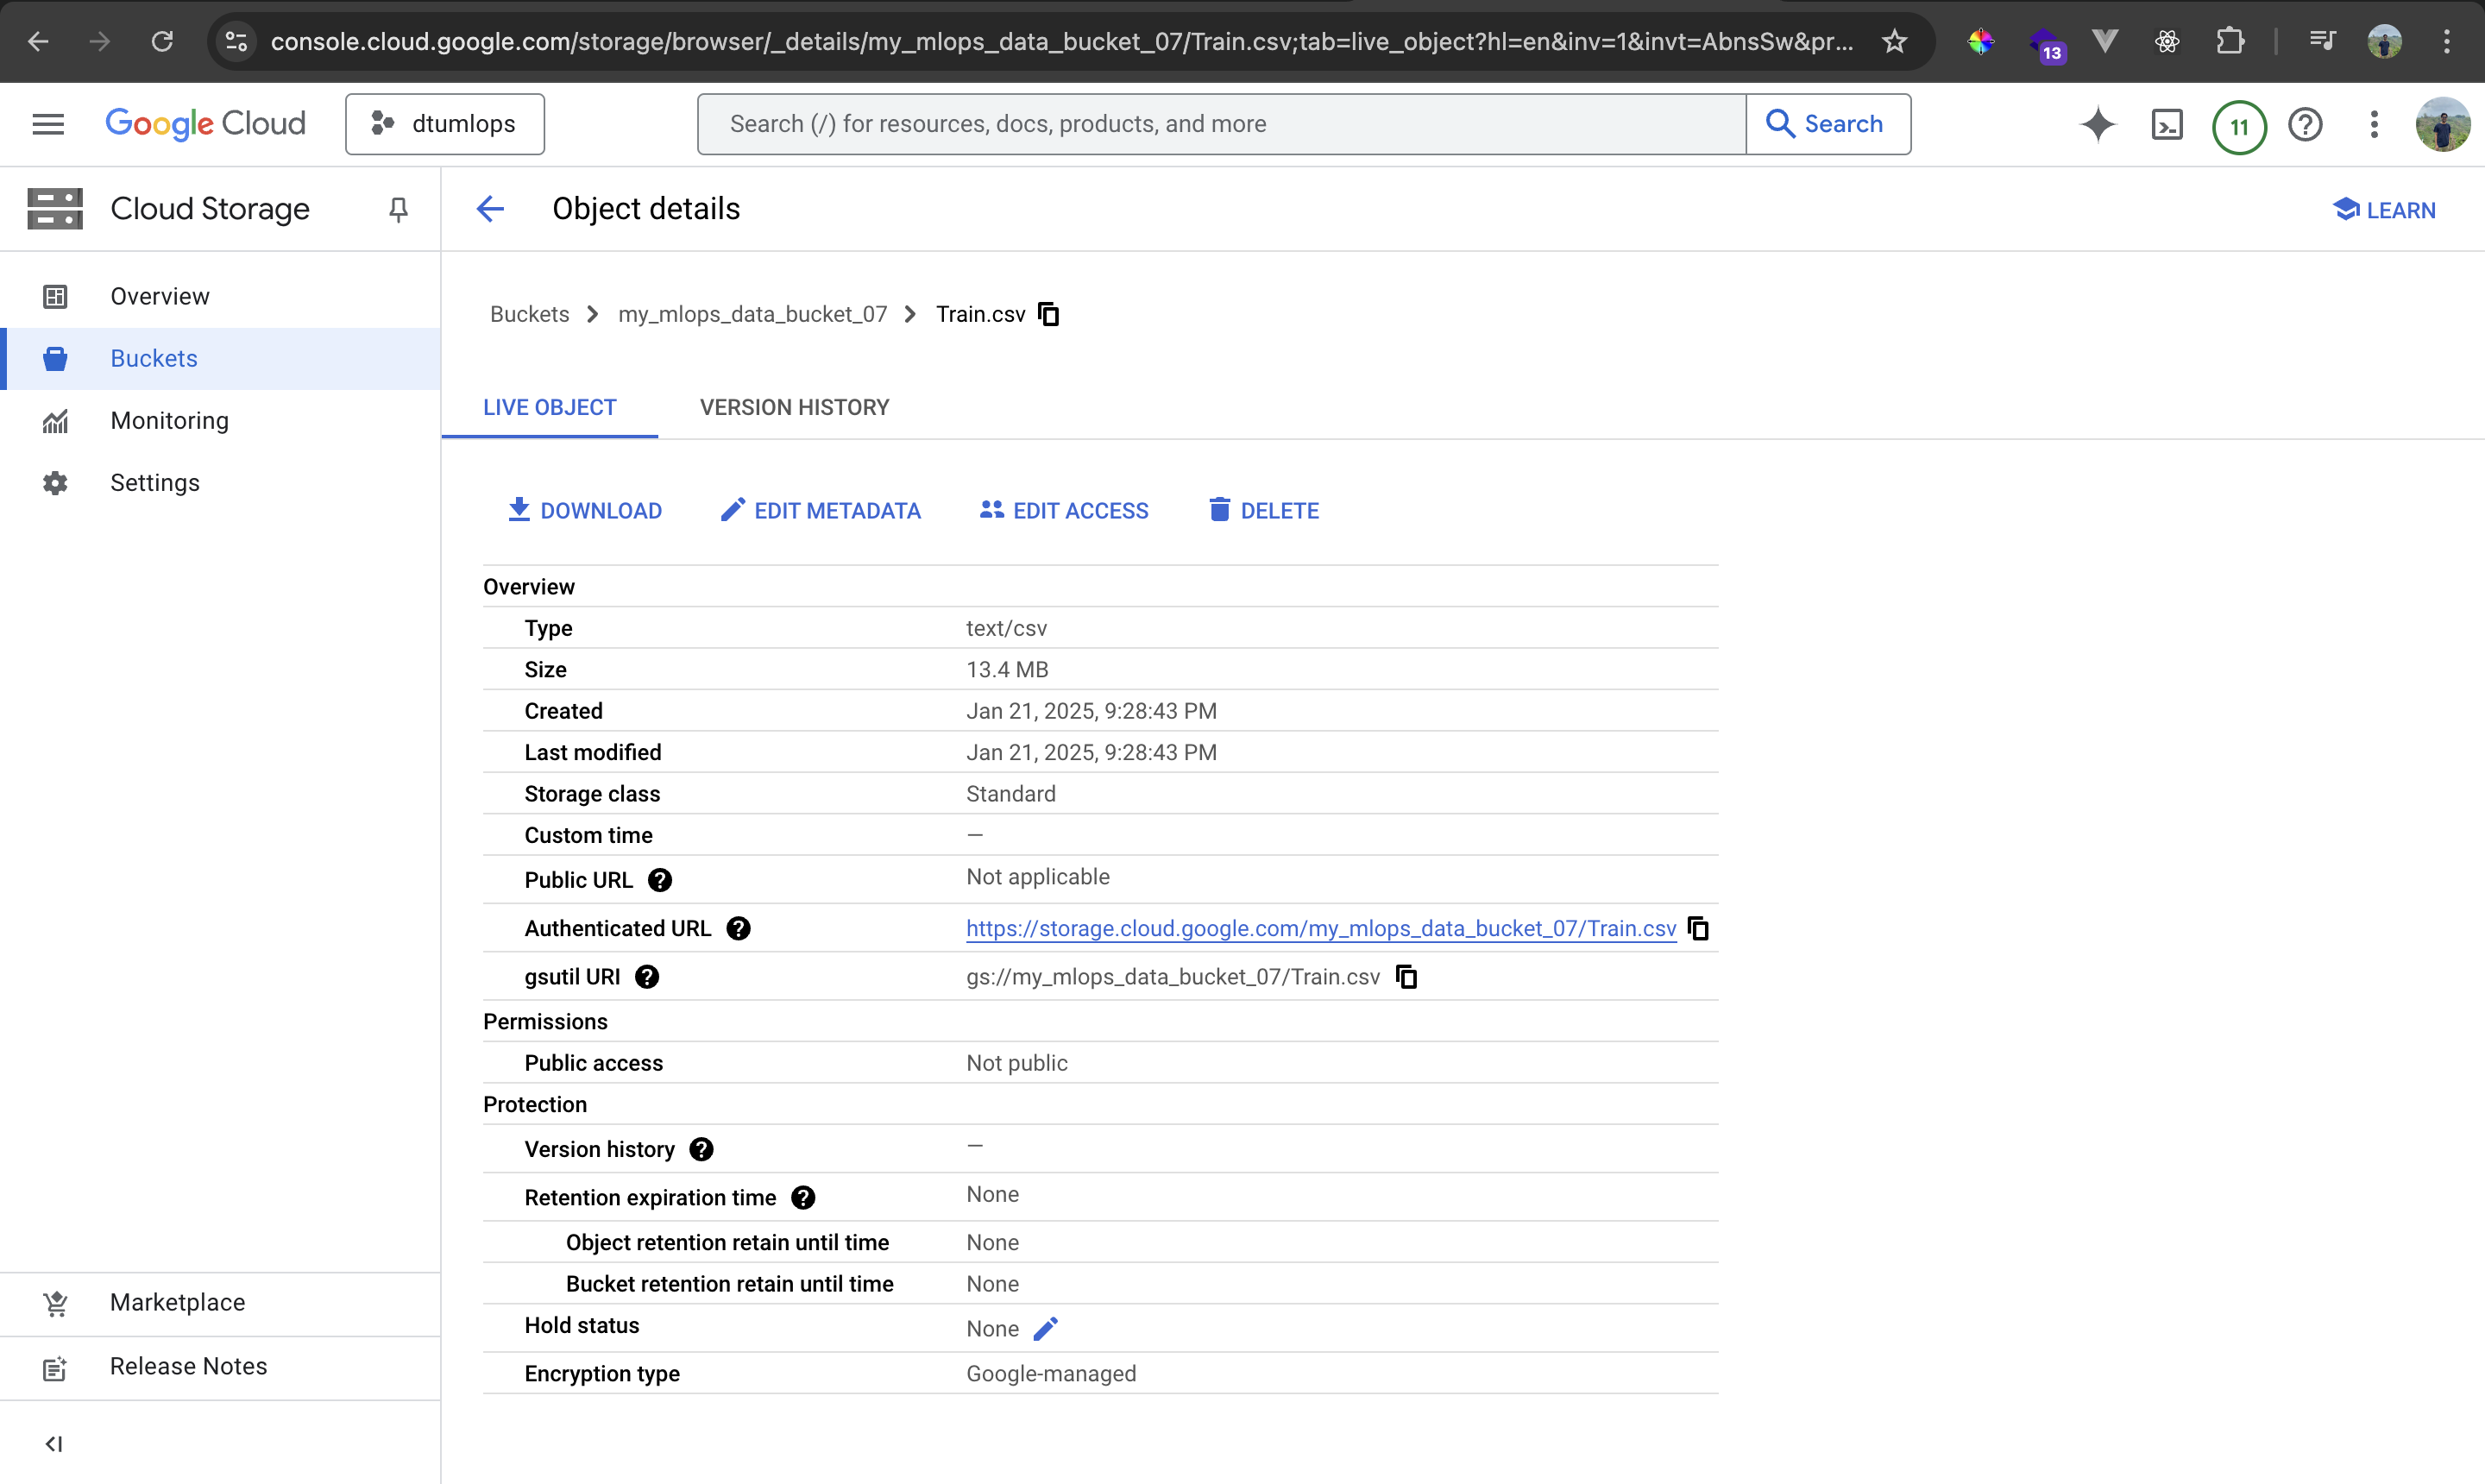 console.cloud.google.com/storage/browser/_details/my_mlops_data_bucket_07/Train.csv;tab=live_object?hl=en&inv=1&invt=AbnsSw&pr...
13
Google Cloud
dtumlops
Search (/) for resources, docs, products, and more
Search
11
Cloud Storage
Object details
LEARN
Overview
Buckets
Monitoring
Settings
Marketplace
Release Notes
Buckets > my_mlops_data_bucket_07 > Train.csv
LIVE OBJECT VERSION HISTORY
DOWNLOAD EDIT METADATA EDIT ACCESS DELETE
Overview
Type text/csv
Size 13.4 MB
Created Jan 21, 2025, 9:28:43 PM
Last modified Jan 21, 2025, 9:28:43 PM
Storage class Standard
Custom time —
Public URL Not applicable
Authenticated URL https://storage.cloud.google.com/my_mlops_data_bucket_07/Train.csv
gsutil URI gs://my_mlops_data_bucket_07/Train.csv
Permissions
Public access Not public
Protection
Version history —
Retention expiration time None
Object retention retain until time None
Bucket retention retain until time None
Hold status None
Encryption type Google-managed